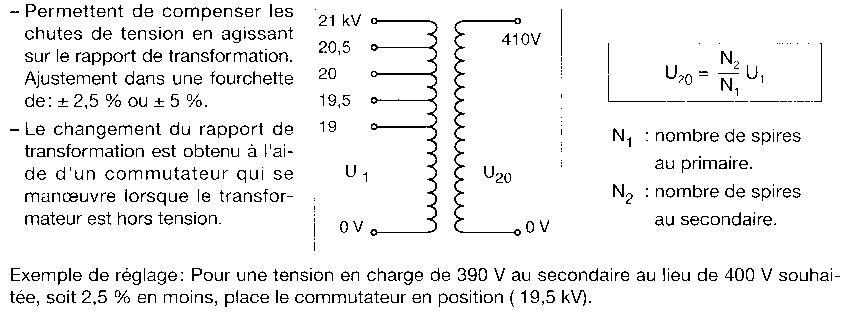 – Permettent de compenser les
chutes de tension en agissant
sur le rapport de transformation.
Ajustement dans une fourchette
de: ± 2,5 % ou ± 5 %.
– Le changement du rapport de
transformation est obtenu à l'ai-
de d'un commutateur qui se
manœuvre lorsque le transfor-
mateur est hors tension.
21 kV
20,5
20
19,5
19
U1
0 V
410V
U20
0 V
U20 = N2/N1 U1
N1 : nombre de spires
au primaire.
N2 : nombre de spires
au secondaire.
Exemple de réglage: Pour une tension en charge de 390 V au secondaire au lieu de 400 V souhai-
tée, soit 2,5 % en moins, place le commutateur en position ( 19,5 kV).